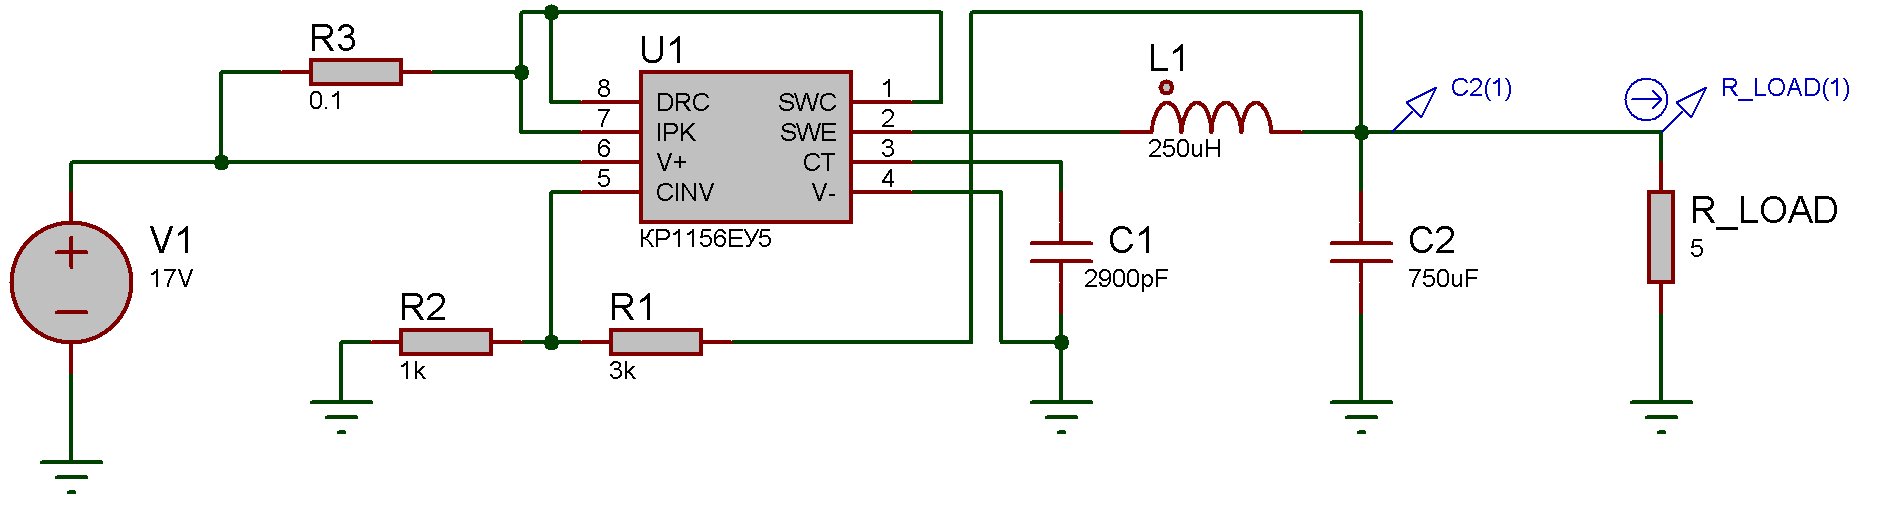 R3
0.1
U1
8 DRC SWC 1
7 IPK SWE 2
6 V+ CT 3
5 CINV V- 4
КР1156ЕУ5
L1
250uH
C2(1)
R_LOAD(1)
V1
17V
R2
1k
R1
3k
C1
2900pF
C2
750uF
R_LOAD
5